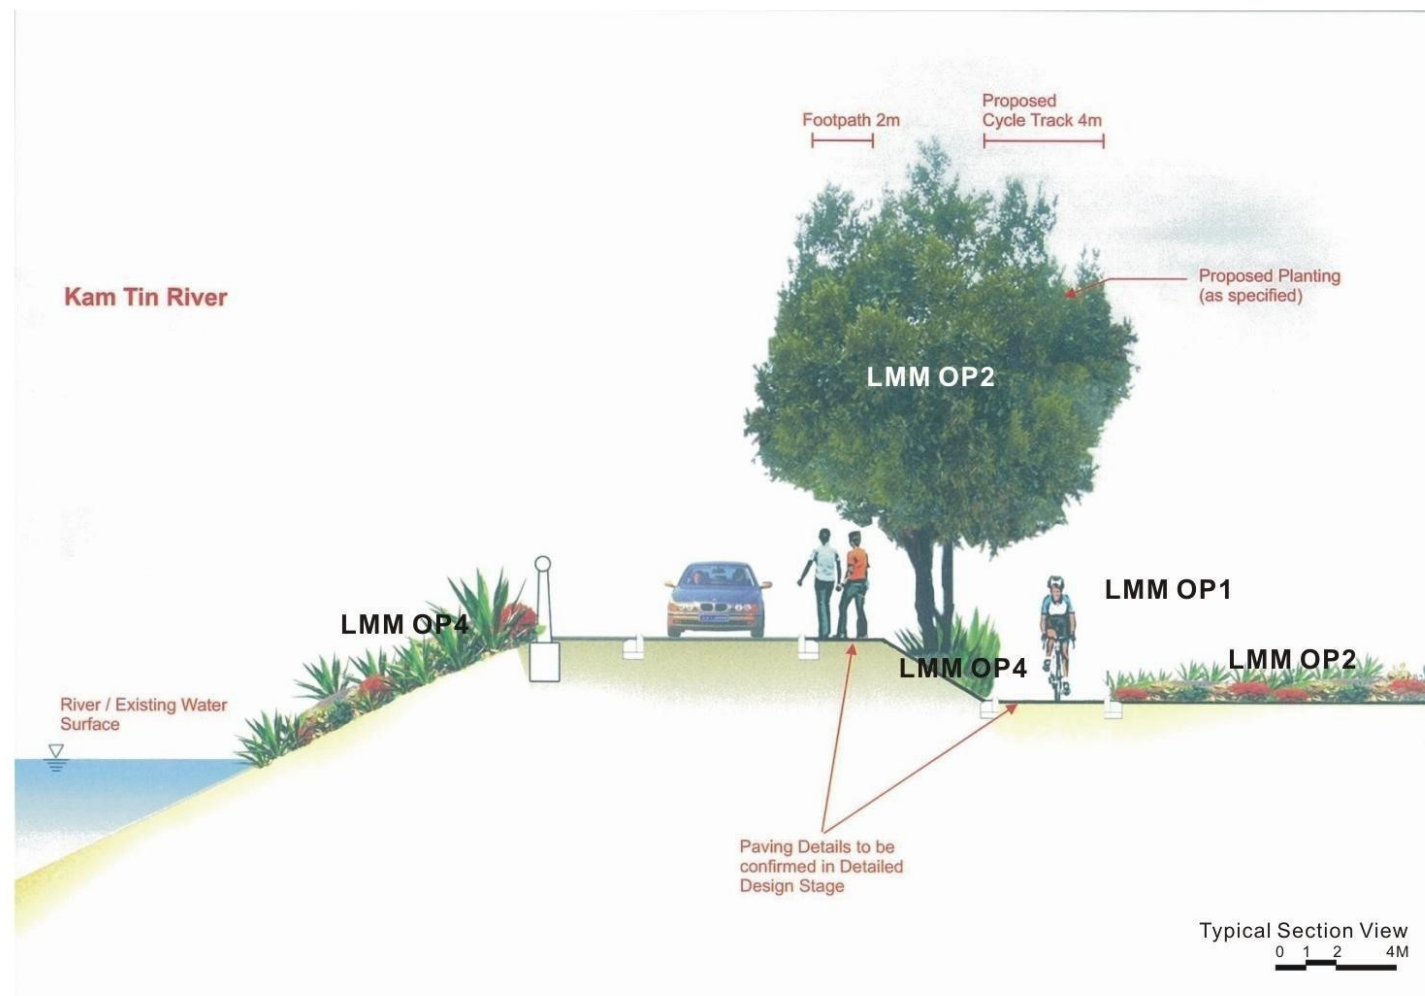 Proposed
Cycle Track 4m
Footpath 2m
Kam Tin River
Proposed Planting
(as specified)
LMM OP2
LMM OP1
LMM OP4
LMM OP4
LMM OP2
River / Existing Water
Surface
Paving Details to be
confirmed in Detailed
Design Stage
Typical Section View
0 1 2 4M